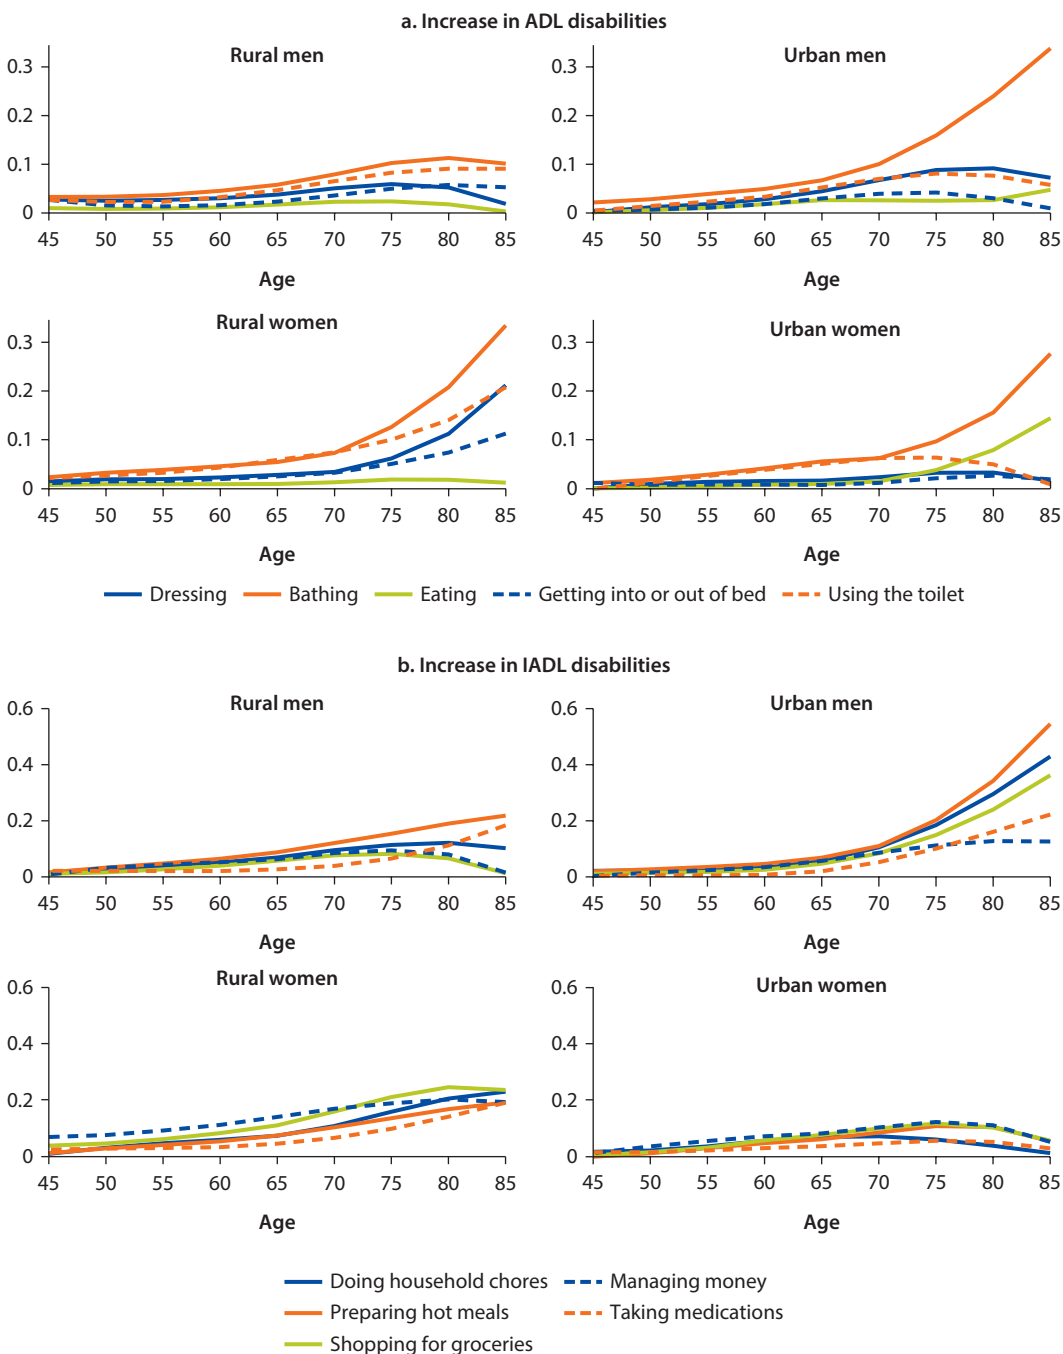 a. Increase in ADL disabilities
Rural men
0.3
0.2
0.1
0
45 50 55 60 65 70 75 80 85
Age
Urban men
0.3
0.2
0.1
0
45 50 55 60 65 70 75 80 85
Age
Rural women
0.3
0.2
0.1
0
45 50 55 60 65 70 75 80 85
Age
Urban women
0.3
0.2
0.1
0
45 50 55 60 65 70 75 80 85
Age
Dressing Bathing Eating Getting into or out of bed Using the toilet
b. Increase in IADL disabilities
Rural men
0.6
0.4
0.2
0
45 50 55 60 65 70 75 80 85
Age
Urban men
0.6
0.4
0.2
0
45 50 55 60 65 70 75 80 85
Age
Rural women
0.6
0.4
0.2
0
45 50 55 60 65 70 75 80 85
Age
Urban women
0.6
0.4
0.2
0
45 50 55 60 65 70 75 80 85
Age
Doing household chores Managing money
Preparing hot meals Taking medications
Shopping for groceries